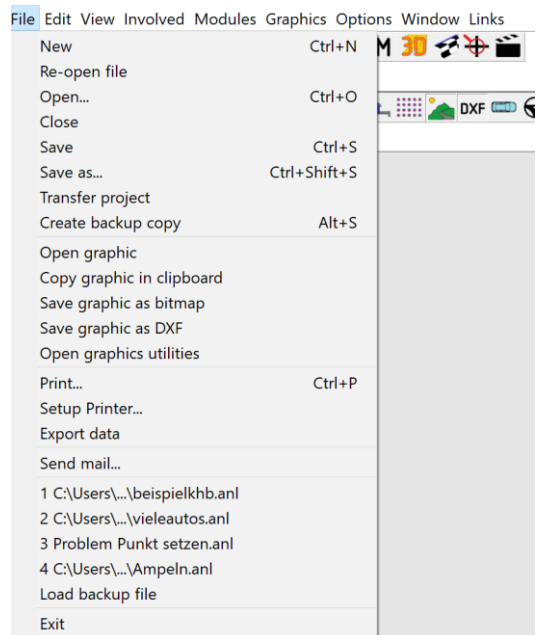 File Edit View Involved Modules Graphics Options Window Links
New Ctrl+N
3D
Re-open file
Open... Ctrl+O
DXF
Close
Save Ctrl+S
Save as... Ctrl+Shift+S
Transfer project
Create backup copy Alt+S
Open graphic
Copy graphic in clipboard
Save graphic as bitmap
Save graphic as DXF
Open graphics utilities
Print... Ctrl+P
Setup Printer...
Export data
Send mail...
1 C:\Users\...\beispielkhb.anl
2 C:\Users\...\vieleautos.anl
3 Problem Punkt setzen.anl
4 C:\Users\...\Ampeln.anl
Load backup file
Exit